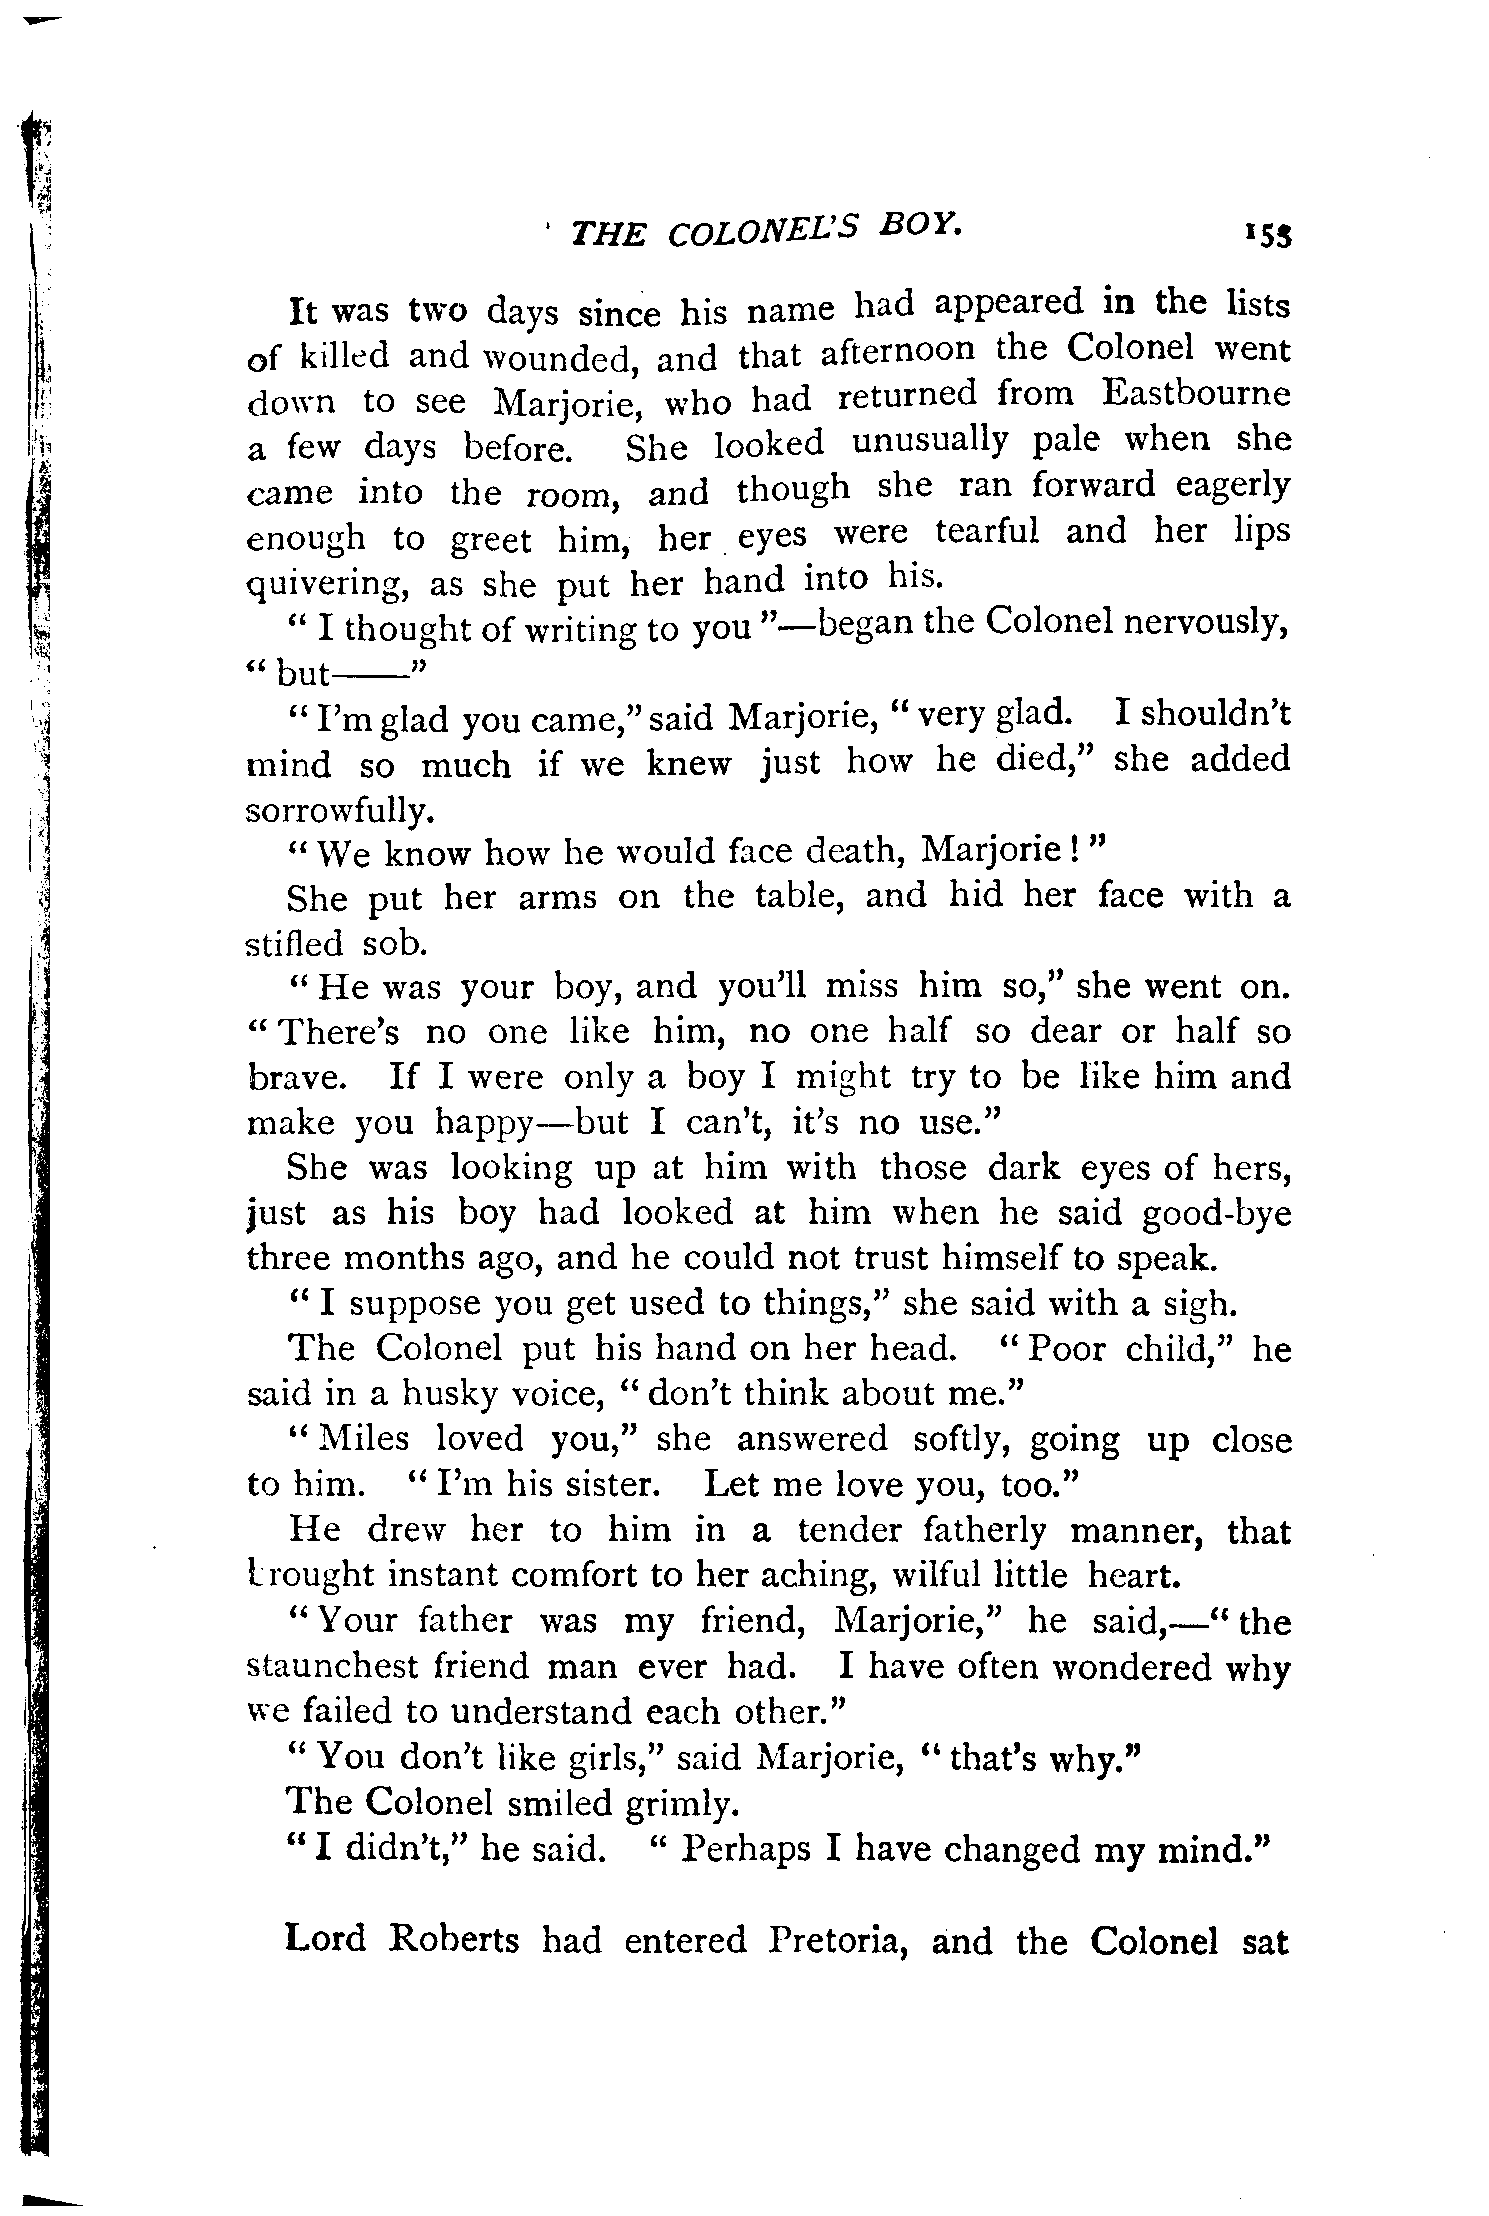 THE COLONEL'S BOY. 155
It was two days since his name had appeared in the lists
of killed and wounded, and that afternoon the Colonel went
down to see Marjorie, who had returned from Eastbourne
a few days before. She looked unusually pale when she
came into the room, and though she ran forward eagerly
enough to greet him, her eyes were tearful and her lips
quivering, as she put her hand into his.
“ I thought of writing to you ”—began the Colonel nervously,
“ but——”
“ I'm glad you came,” said Marjorie, “ very glad. I shouldn't
mind so much if we knew just how he died,” she added
sorrowfully.
“ We know how he would face death, Marjorie ! ”
She put her arms on the table, and hid her face with a
stifled sob.
“ He was your boy, and you'll miss him so,” she went on.
“ There's no one like him, no one half so dear or half so
brave. If I were only a boy I might try to be like him and
make you happy—but I can't, it's no use.”
She was looking up at him with those dark eyes of hers,
just as his boy had looked at him when he said good-bye
three months ago, and he could not trust himself to speak.
“ I suppose you get used to things,” she said with a sigh.
The Colonel put his hand on her head. “ Poor child,” he
said in a husky voice, “ don't think about me.”
“ Miles loved you,” she answered softly, going up close
to him. “ I'm his sister. Let me love you, too.”
He drew her to him in a tender fatherly manner, that
brought instant comfort to her aching, wilful little heart.
“ Your father was my friend, Marjorie,” he said,—“ the
staunchest friend man ever had. I have often wondered why
we failed to understand each other.”
“ You don't like girls,” said Marjorie, “ that's why.”
The Colonel smiled grimly.
“ I didn't,” he said. “ Perhaps I have changed my mind.”
Lord Roberts had entered Pretoria, and the Colonel sat